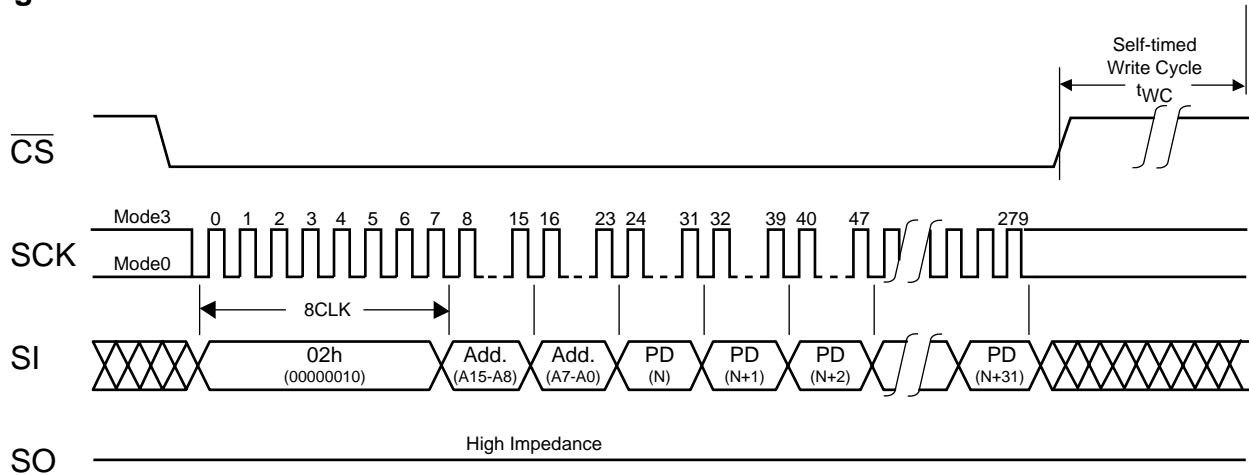 g
Self-timed
Write Cycle
tWC
CS
Mode3 0 1 2 3 4 5 6 7 8 15 16 23 24 31 32 39 40 47 279
SCK
Mode0
8CLK
SI
02h Add. Add. PD PD PD PD
(00000010) (A15-A8) (A7-A0) (N) (N+1) (N+2) (N+31)
High Impedance
SO